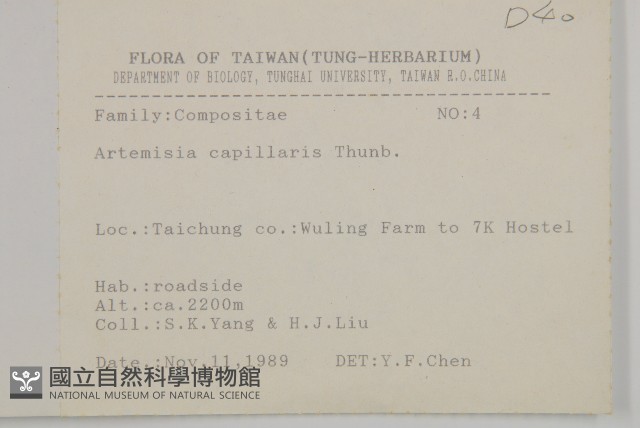 D40
FLORA OF TAIWAN(TUNG-HERBARIUM)
DEPARTMENT OF BIOLOGY, TUNGHAI UNIVERSITY, TAIWAN R.O.CHINA
Family:Compositae NO:4
Artemisia capillaris Thunb.
Loc.:Taichung co.:Wuling Farm to 7K Hostel
Hab.:roadside
Alt.:ca.2200m
Coll.:S.K.Yang & H.J.Liu
Date.:Nov.11.1989 DET:Y.F.Chen
國立自然科學博物館
NATIONAL MUSEUM OF NATURAL SCIENCE